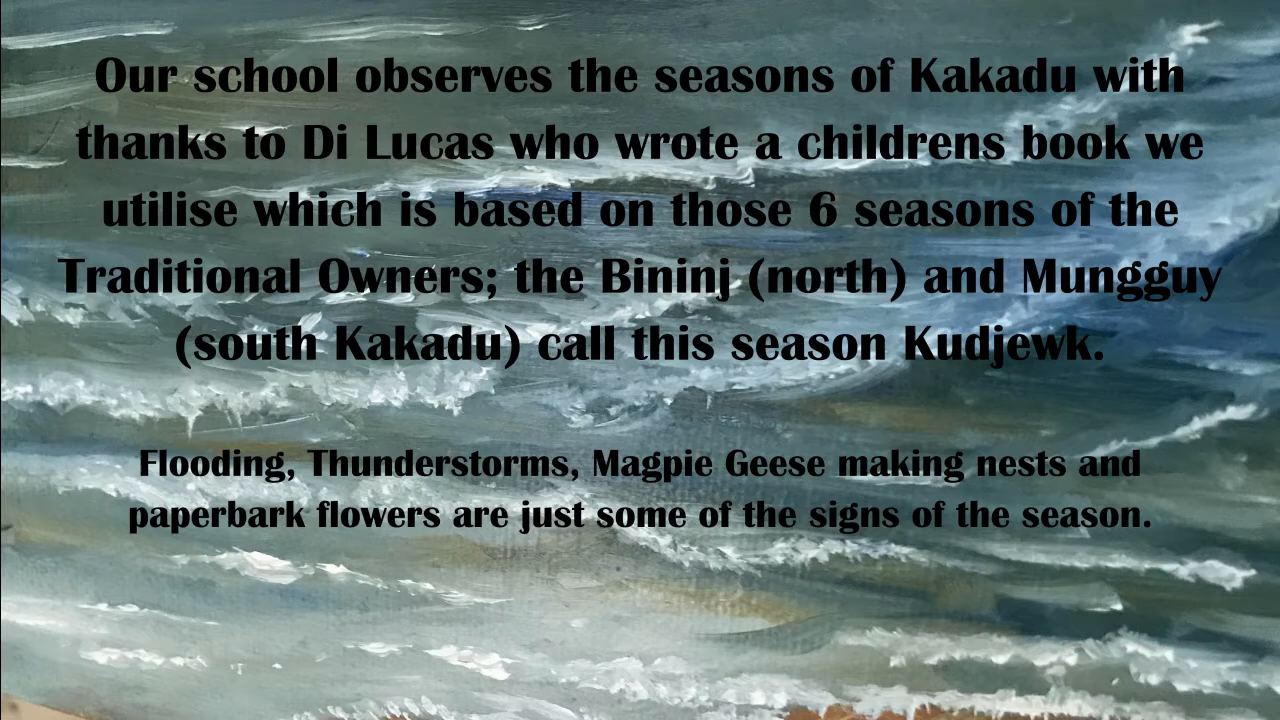 Our school observes the seasons of Kakadu with
thanks to Di Lucas who wrote a childrens book we
utilise which is based on those 6 seasons of the
Traditional Owners; the Bininj (north) and Mungguy
(south Kakadu) call this season Kudjewk.
Flooding, Thunderstorms, Magpie Geese making nests and
paperbark flowers are just some of the signs of the season.